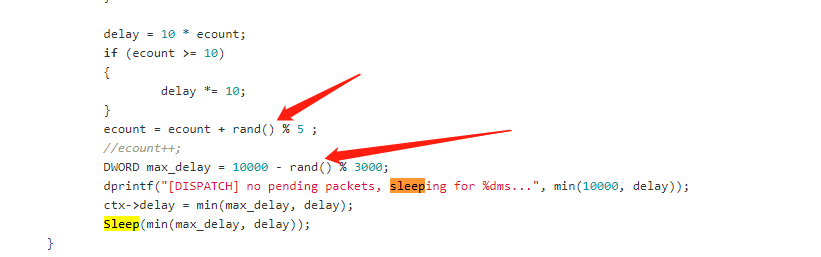 delay = 10 * ecount;
if (ecount >= 10)
{
delay *= 10;
}
ecount = ecount + rand() % 5 ;
//ecount++;
DWORD max_delay = 10000 - rand() % 3000;
dprintf("[DISPATCH] no pending packets, sleeping for %dms...", min(10000, delay));
ctx->delay = min(max_delay, delay);
Sleep(min(max_delay, delay));
}